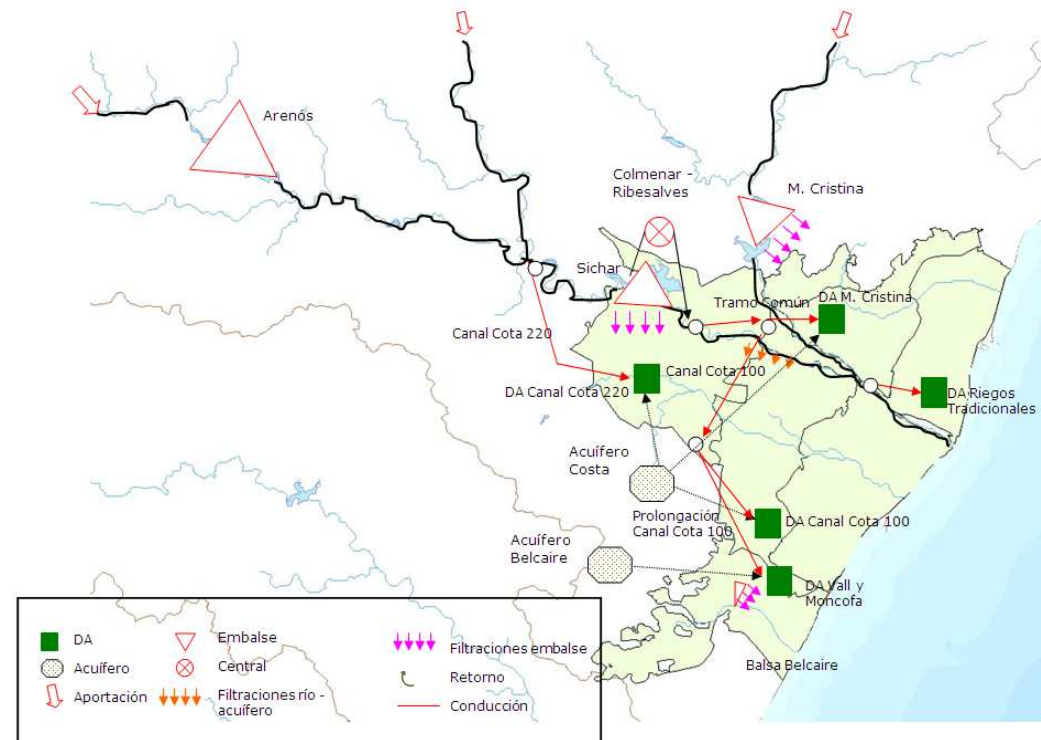 Arenós
Colmenar -
Ribesalves
M. Cristina
Sichar
Tramo Común
DA M. Cristina
Canal Cota 220
Canal Cota 100
DA Canal Cota 220
DA Riegos
Tradicionales
Acuífero
Costa
Prolongación
Canal Cota 100
DA Canal Cota 100
Acuífero
Belcaire
DA Vall y
Moncofa
Balsa Belcaire
DA
Embalse
Filtraciones embalse
Acuífero
Central
Retorno
Aportación
Filtraciones río -
acuífero
Conducción